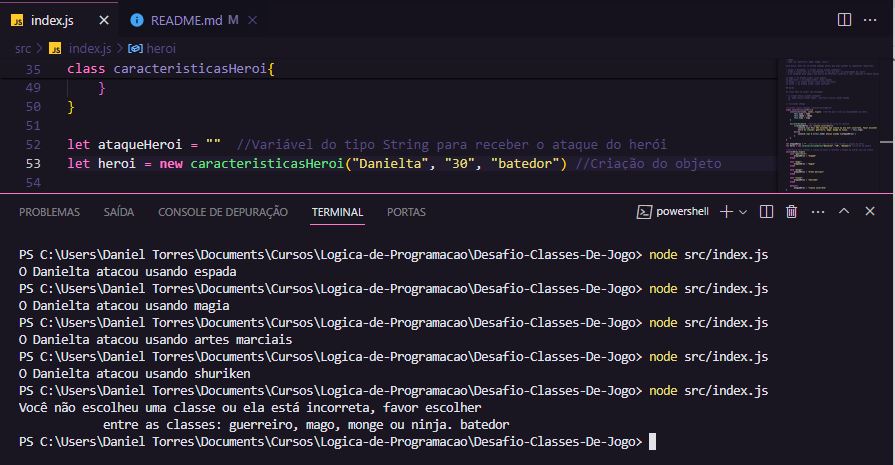 JS index.js × README.md M ×
src > JS index.js > heroi
35 class caracteristicasHeroi{
49 }
50 }
51
52 let ataqueHeroi = "" //Variável do tipo String para receber o ataque do herói
53 let heroi = new caracteristicasHeroi("Danielta", "30", "batedor") //Criação do objeto
54
PROBLEMAS SAÍDA CONSOLE DE DEPURAÇÃO TERMINAL PORTAS powershell
PS C:\Users\Daniel Torres\Documents\Cursos\Logica-de-Programacao\Desafio-Classes-De-Jogo> node src/index.js
O Danielta atacou usando espada
PS C:\Users\Daniel Torres\Documents\Cursos\Logica-de-Programacao\Desafio-Classes-De-Jogo> node src/index.js
O Danielta atacou usando magia
PS C:\Users\Daniel Torres\Documents\Cursos\Logica-de-Programacao\Desafio-Classes-De-Jogo> node src/index.js
O Danielta atacou usando artes marciais
PS C:\Users\Daniel Torres\Documents\Cursos\Logica-de-Programacao\Desafio-Classes-De-Jogo> node src/index.js
O Danielta atacou usando shuriken
PS C:\Users\Daniel Torres\Documents\Cursos\Logica-de-Programacao\Desafio-Classes-De-Jogo> node src/index.js
Você não escolheu uma classe ou ela está incorreta, favor escolher
entre as classes: guerreiro, mago, monge ou ninja. batedor
PS C:\Users\Daniel Torres\Documents\Cursos\Logica-de-Programacao\Desafio-Classes-De-Jogo>